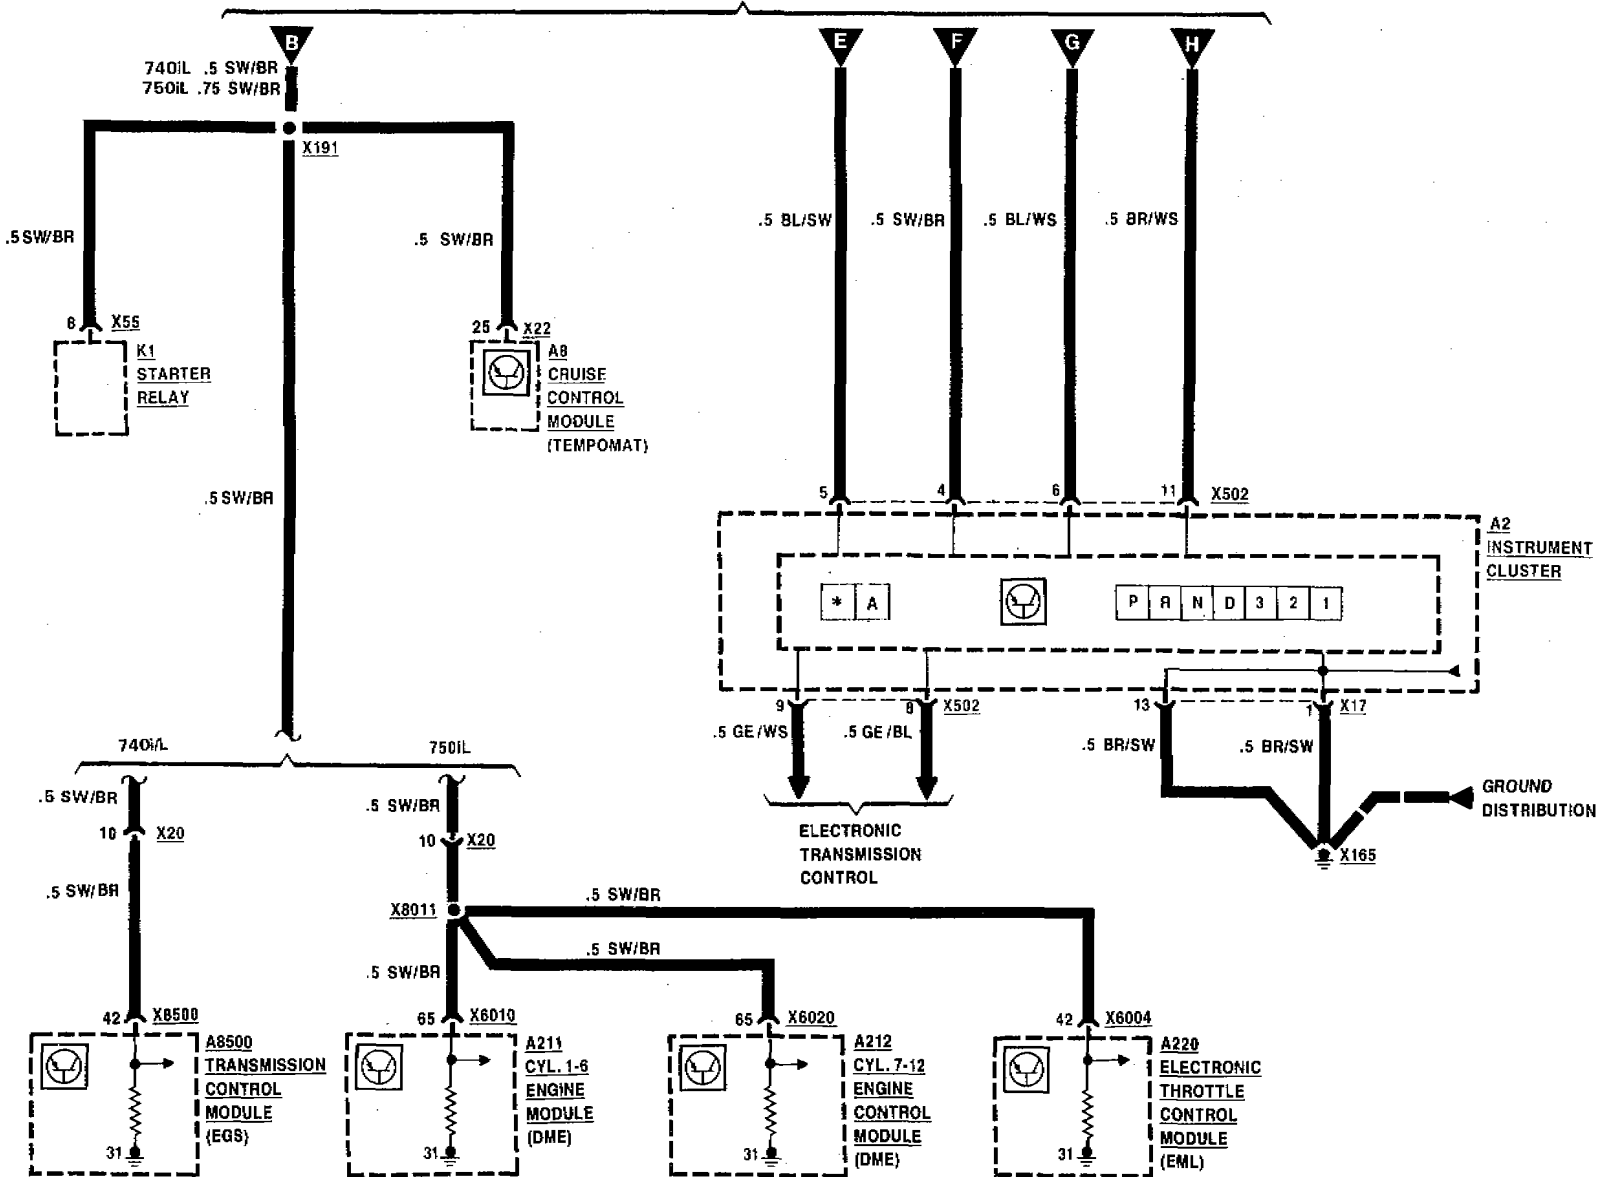 B
E
F
G
H
740iL .5 SW/BR
750iL .75 SW/BR
X191
.5 SW/BR
.5 SW/BR
.5 BL/SW
.5 SW/BR
.5 BL/WS
.5 BR/WS
8 X55
K1
STARTER
RELAY
25 X22
A8
CRUISE
CONTROL
MODULE
(TEMPOMAT)
.5 SW/BR
5
4
6
11
X502
A2
INSTRUMENT
CLUSTER
* A
P R N D 3 2 1
9
8
X502
13
1
X17
.5 GE/WS
.5 GE/BL
.5 BR/SW
.5 BR/SW
GROUND
DISTRIBUTION
X165
ELECTRONIC
TRANSMISSION
CONTROL
740i/L
750iL
.5 SW/BR
10 X20
.5 SW/BR
.5 SW/BR
10 X20
X8011
.5 SW/BR
.5 SW/BR
.5 SW/BR
42 X8500
A8500
TRANSMISSION
CONTROL
MODULE
(EGS)
31
65 X6010
A211
CYL. 1-6
ENGINE
MODULE
(DME)
31
65 X6020
A212
CYL. 7-12
ENGINE
CONTROL
MODULE
(DME)
31
42 X6004
A220
ELECTRONIC
THROTTLE
CONTROL
MODULE
(EML)
31